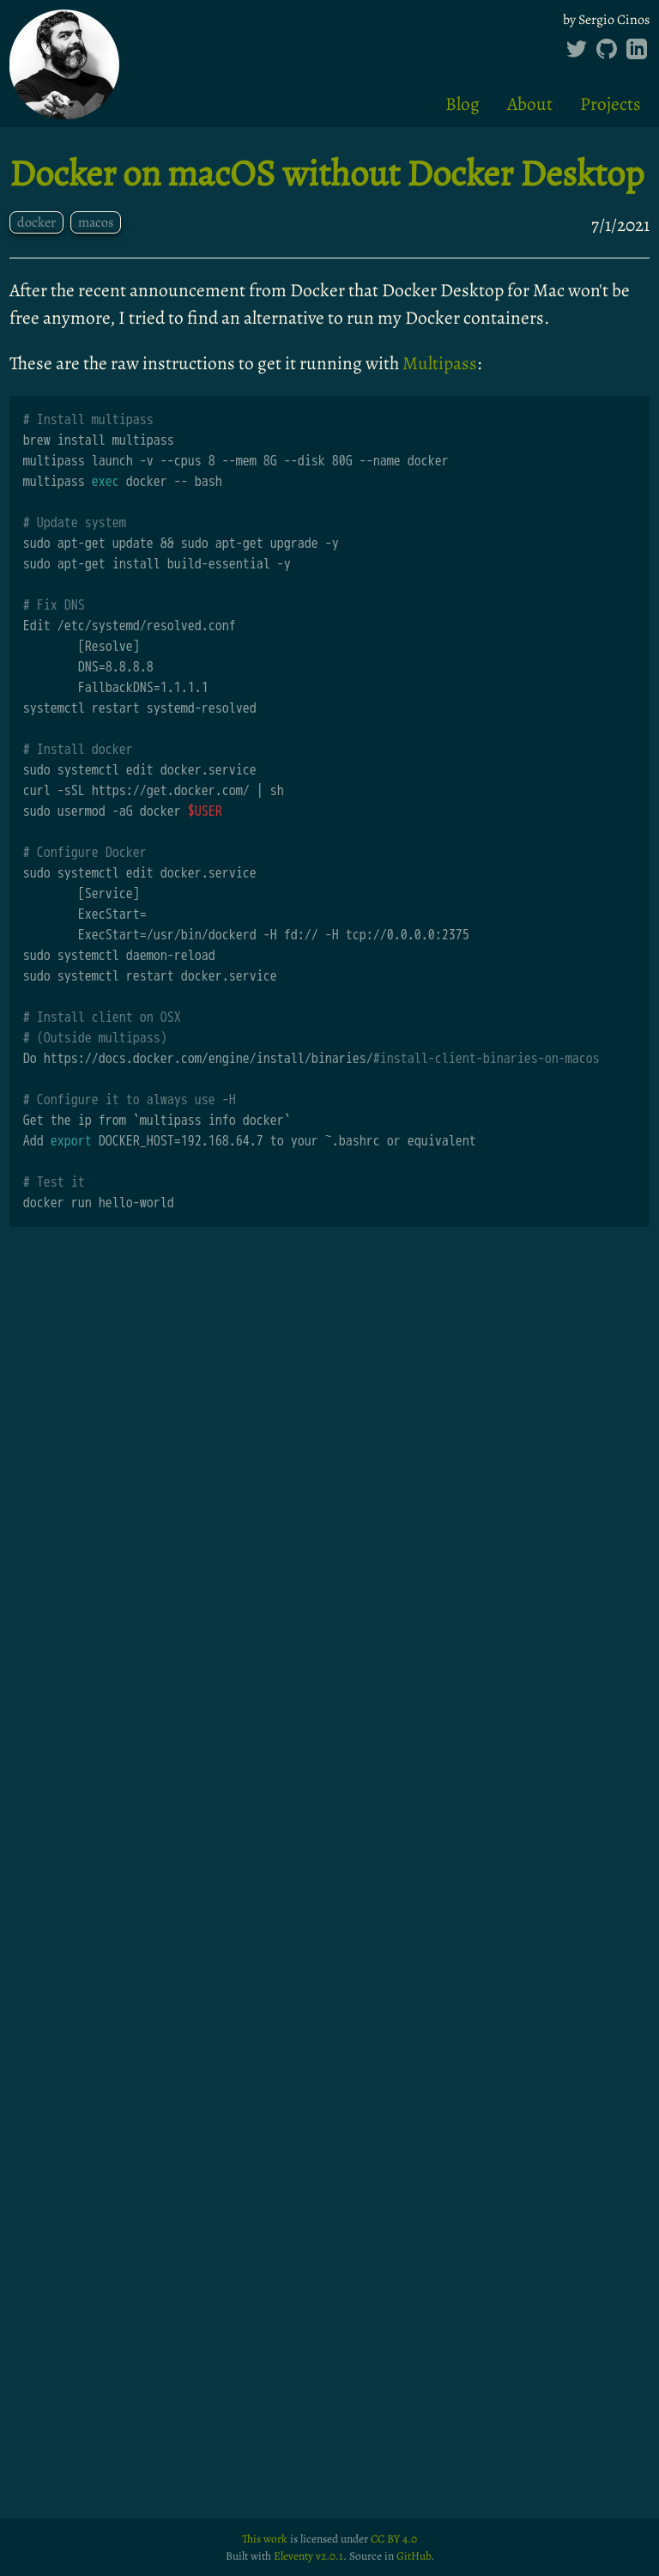 by Sergio Cinos
Blog About Projects
Docker on macOS without Docker Desktop
docker macos
7/1/2021
After the recent announcement from Docker that Docker Desktop for Mac won't be
free anymore, I tried to find an alternative to run my Docker containers.
These are the raw instructions to get it running with Multipass:
# Install multipass
brew install multipass
multipass launch -v --cpus 8 --mem 8G --disk 80G --name docker
multipass exec docker -- bash
# Update system
sudo apt-get update && sudo apt-get upgrade -y
sudo apt-get install build-essential -y
# Fix DNS
Edit /etc/systemd/resolved.conf
[Resolve]
DNS=8.8.8.8
FallbackDNS=1.1.1.1
systemctl restart systemd-resolved
# Install docker
sudo systemctl edit docker.service
curl -sSL https://get.docker.com/ | sh
sudo usermod -aG docker $USER
# Configure Docker
sudo systemctl edit docker.service
[Service]
ExecStart=
ExecStart=/usr/bin/dockerd -H fd:// -H tcp://0.0.0.0:2375
sudo systemctl daemon-reload
sudo systemctl restart docker.service
# Install client on OSX
# (Outside multipass)
Do https://docs.docker.com/engine/install/binaries/#install-client-binaries-on-macos
# Configure it to always use -H
Get the ip from `multipass info docker`
Add export DOCKER_HOST=192.168.64.7 to your ~.bashrc or equivalent
# Test it
docker run hello-world
This work is licensed under CC BY 4.0
Built with Eleventy v2.0.1. Source in GitHub.